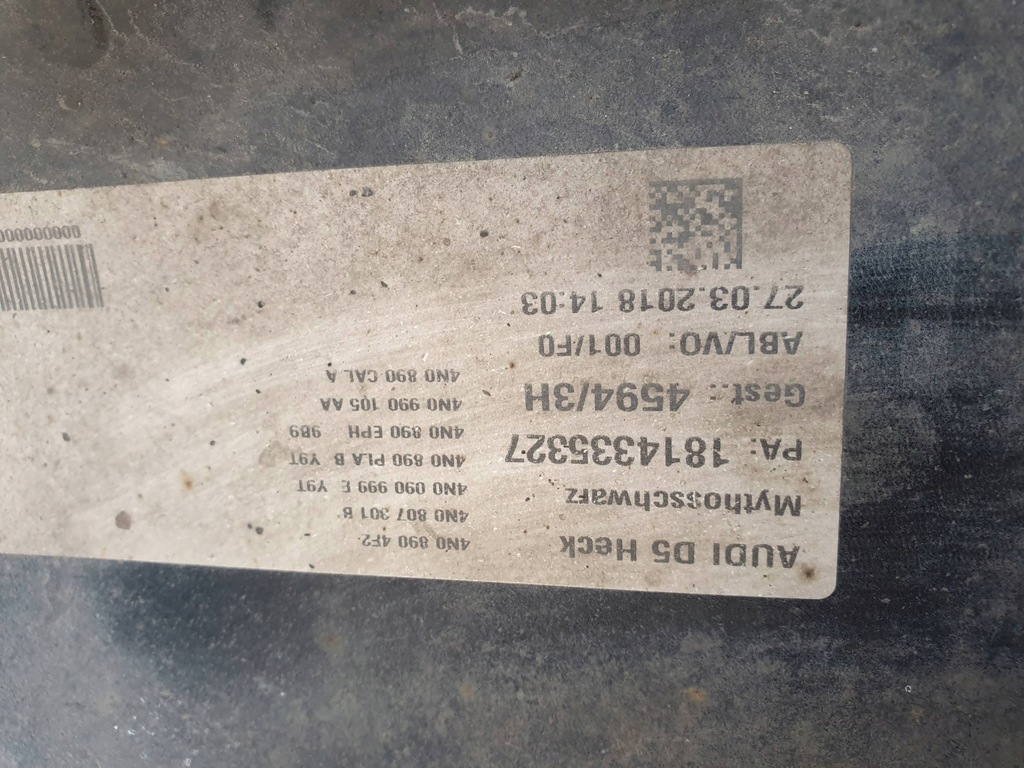 AUDI D5 Heck
Mythosschwarz
PA: 1814335327
Gest.: 4594/3H
ABL/VO: 001/F0
27.03.2018 14:03
4N0 890 4F2
4N0 807 301 B
4N0 090 999 E Y9T
4N0 890 PLA B Y9T
4N0 890 EPH 9B9
4N0 990 105 AA
4N0 890 CAL A